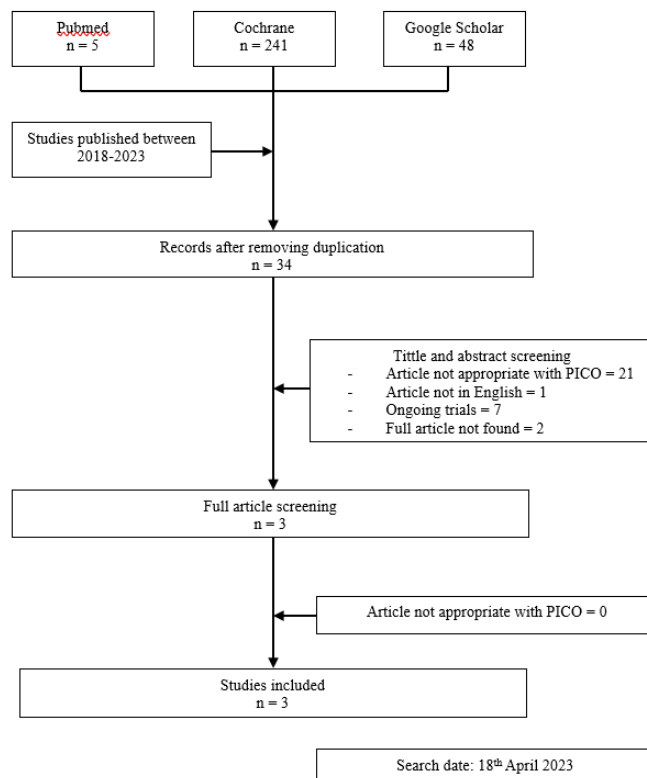 Pubmed
n = 5
Cochrane
n = 241
Google Scholar
n = 48
Studies published between
2018-2023
Records after removing duplication
n = 34
Tittle and abstract screening
- Article not appropriate with PICO = 21
- Article not in English = 1
- Ongoing trials = 7
- Full article not found = 2
Full article screening
n = 3
Article not appropriate with PICO = 0
Studies included
n = 3
Search date: 18th April 2023